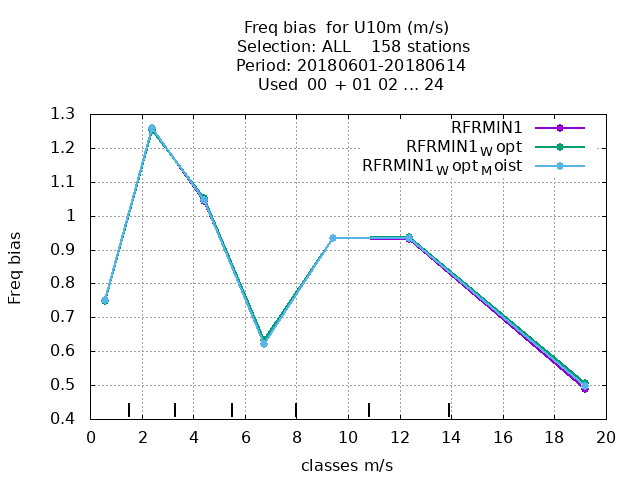 Freq bias  for U10m (m/s)
Selection: ALL    158 stations
Period: 20180601-20180614
Used  00  + 01 02 ... 24
RFRMIN1
RFRMIN1Wopt
RFRMIN1WoptMoist
1.3
1.2
1.1
1
0.9
0.8
0.7
0.6
0.5
0.4
Freq bias
0 2 4 6 8 10 12 14 16 18 20
classes m/s